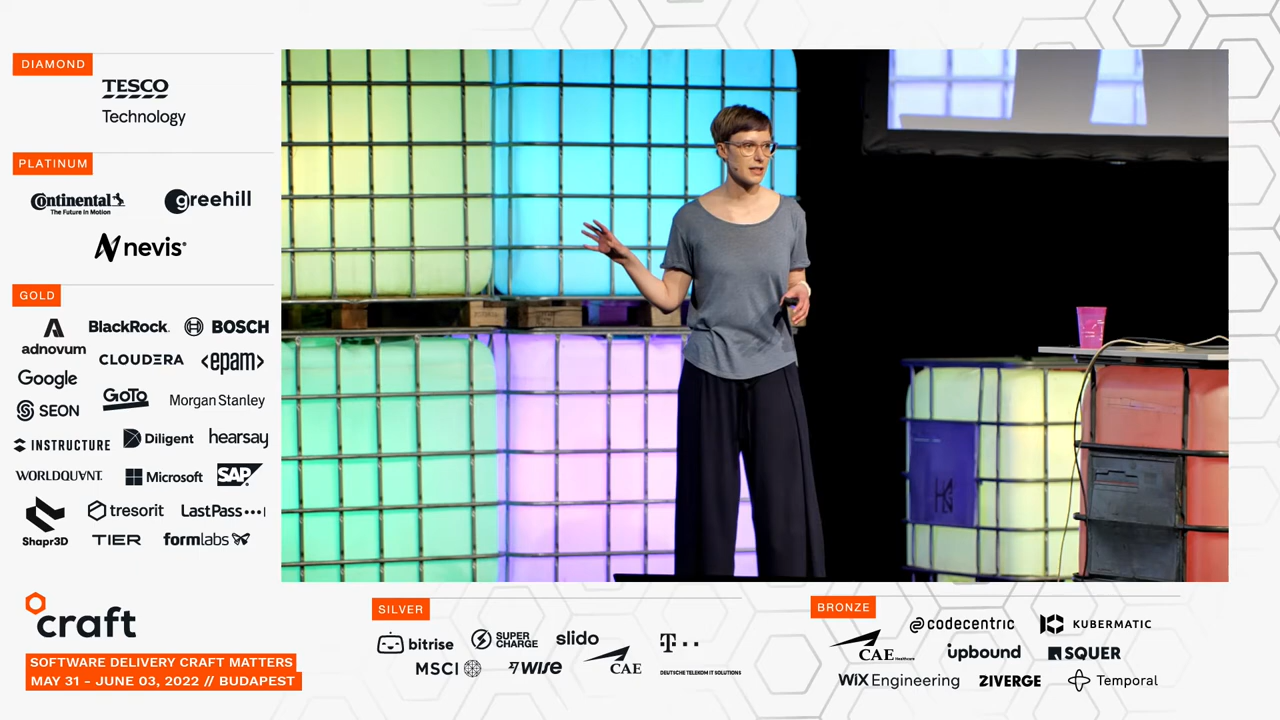 DIAMOND
TESCO
Technology
PLATINUM
Continental
The Future in Motion
greehill
nevis
GOLD
adnovum
BlackRock.
BOSCH
CLOUDERA
<epam>
Google
SEON
GoTo
Morgan Stanley
INSTRUCTURE
Diligent
hearsay
WORLDQUANT
Microsoft
SAP
Shapr3D
tresorit
LastPass•••|
TIER
formlabs
craft
SOFTWARE DELIVERY CRAFT MATTERS
MAY 31 - JUNE 03, 2022 // BUDAPEST
SILVER
bitrise
SUPER
CHARGE
slido
T
MSCI
WISE
CAE
DEUTSCHE TELEKOM IT SOLUTIONS
BRONZE
codecentric
KUBERMATIC
CAE Healthcare
upbound
SQUER
WiX Engineering
ZIVERGE
Temporal